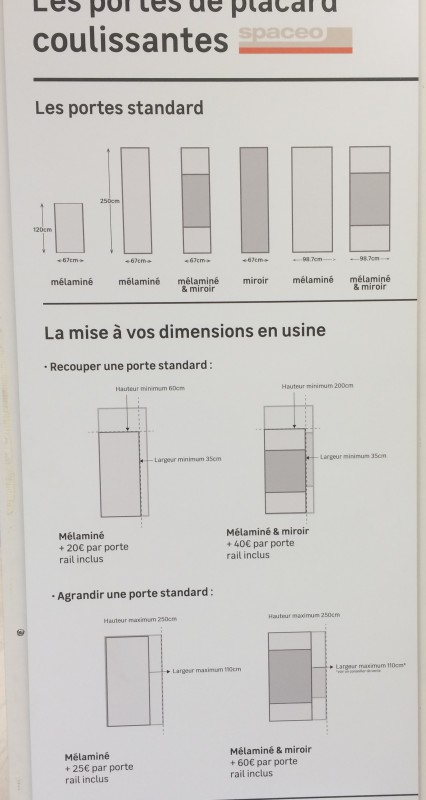 Les portes de placard
coulissantes spaceo
Les portes standard
250cm
120cm
67cm
67cm
67cm
67cm
98.7cm
98.7cm
mélaminé
mélaminé
mélaminé
& miroir
miroir
mélaminé
mélaminé
& miroir
La mise à vos dimensions en usine
· Recouper une porte standard :
Hauteur minimum 60cm
Hauteur minimum 200cm
Largeur minimum 35cm
Largeur minimum 35cm
Mélaminé
+ 20€ par porte
rail inclus
Mélaminé & miroir
+ 40€ par porte
rail inclus
· Agrandir une porte standard :
Hauteur maximum 250cm
Hauteur maximum 250cm
Largeur maximum 110cm
Largeur maximum 110cm*
Mélaminé
+ 25€ par porte
rail inclus
Mélaminé & miroir
+ 60€ par porte
rail inclus